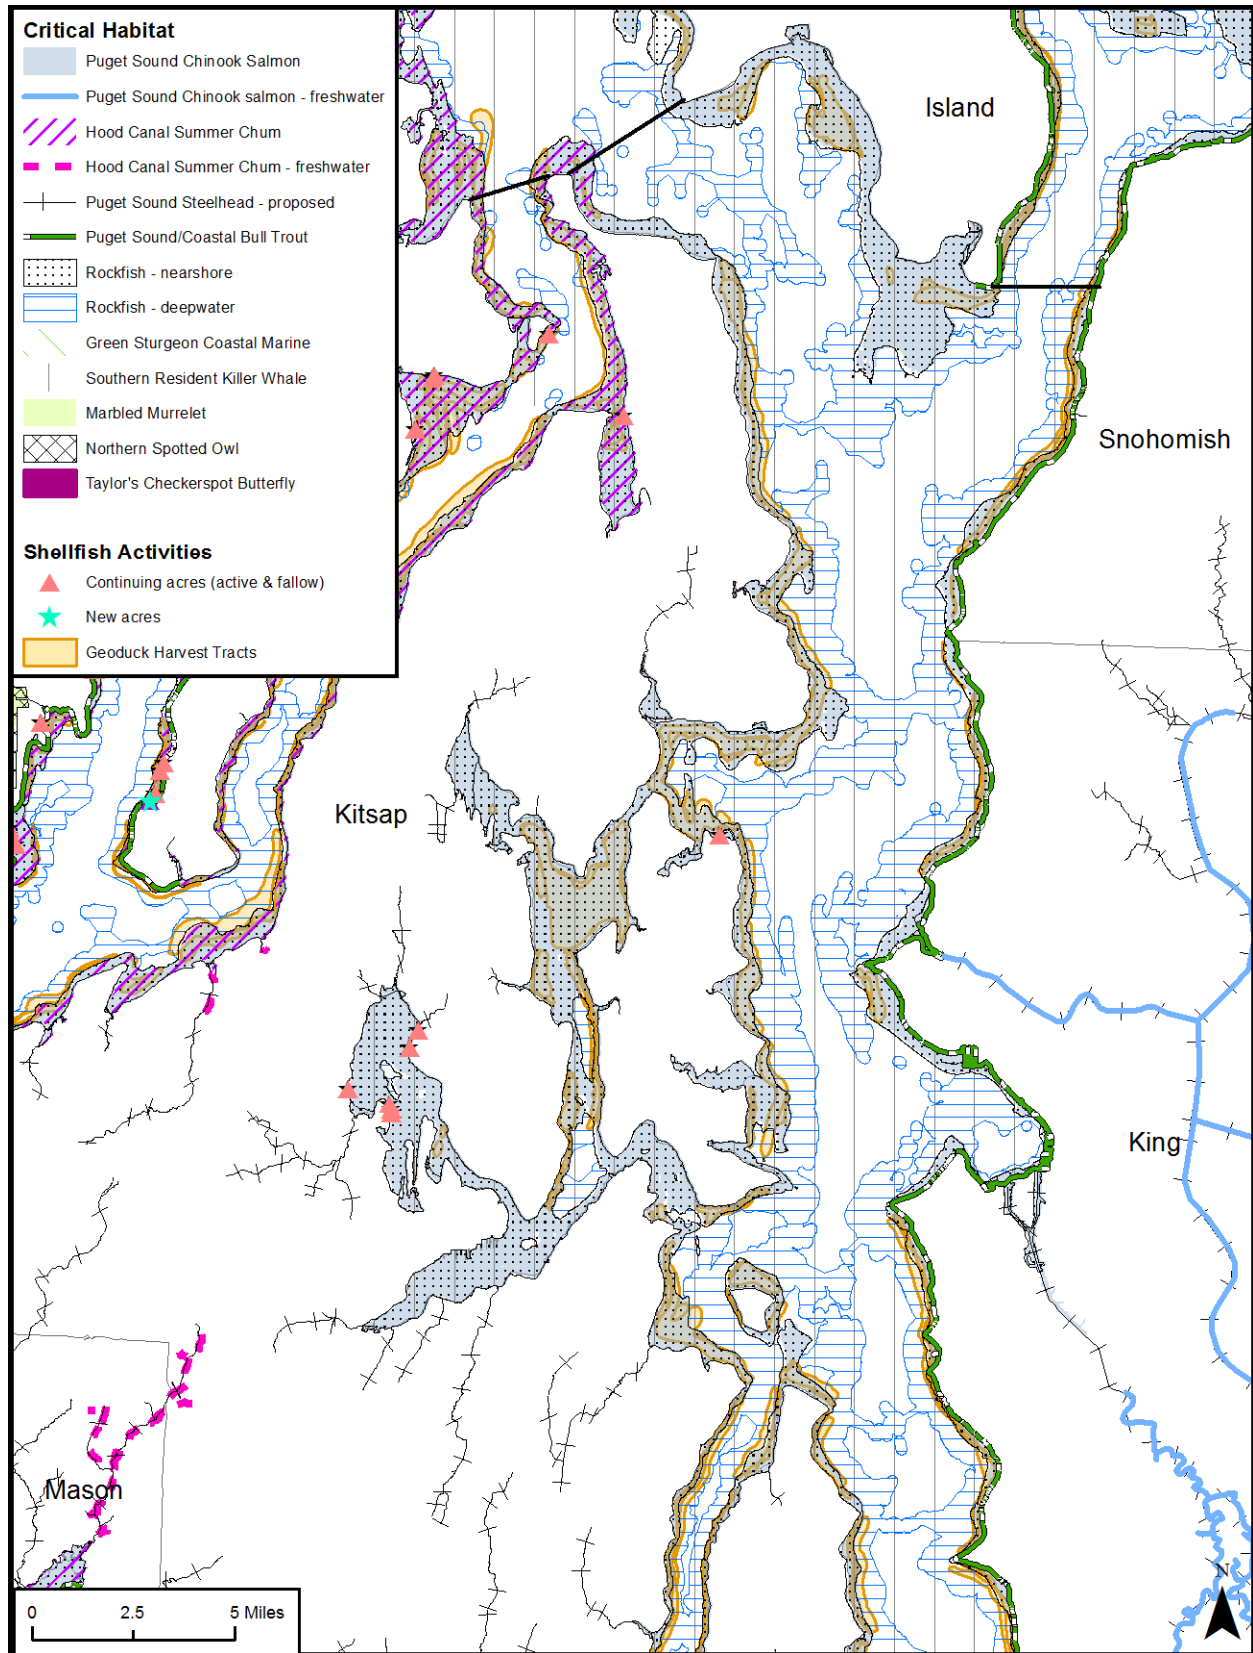 Critical Habitat
Puget Sound Chinook Salmon
Puget Sound Chinook salmon - freshwater
Hood Canal Summer Chum
Hood Canal Summer Chum - freshwater
Puget Sound Steelhead - proposed
Puget Sound/Coastal Bull Trout
Rockfish - nearshore
Rockfish - deepwater
Green Sturgeon Coastal Marine
Southern Resident Killer Whale
Marbled Murrelet
Northern Spotted Owl
Taylor's Checkerspot Butterfly
Shellfish Activities
Continuing acres (active & fallow)
New acres
Geoduck Harvest Tracts
Island
Snohomish
Kitsap
King
Mason
0 2.5 5 Miles
N